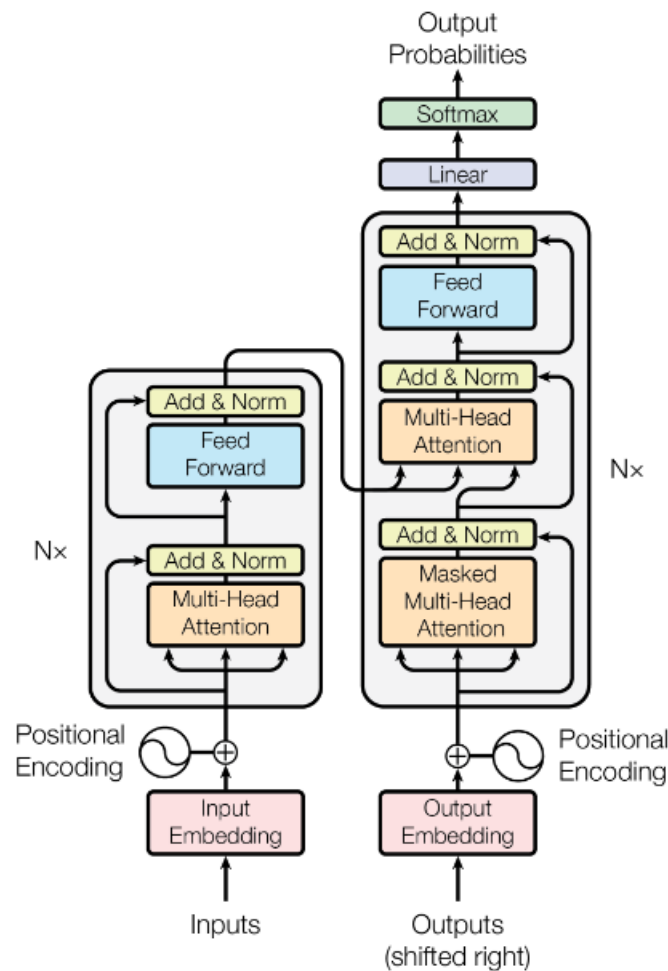 Output
Probabilities
Softmax
Linear
Add & Norm
Feed
Forward
Add & Norm
Multi-Head
Attention
Nx
Add & Norm
Masked
Multi-Head
Attention
Positional
Encoding
Output
Embedding
Outputs
(shifted right)
Add & Norm
Feed
Forward
Nx
Add & Norm
Multi-Head
Attention
Positional
Encoding
Input
Embedding
Inputs